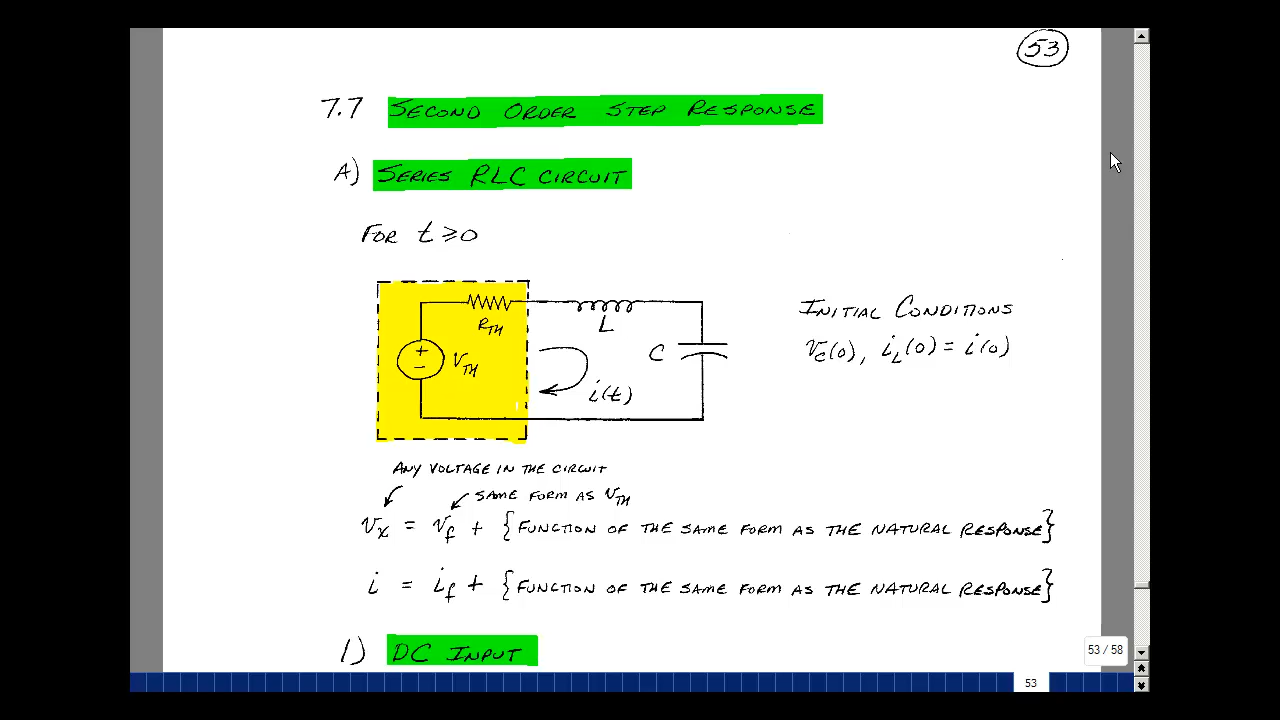 53
7.7 SECOND ORDER STEP RESPONSE
A) SERIES RLC CIRCUIT
FOR t ≥ 0
R_TH
L
INITIAL CONDITIONS
+
−
V_TH
C
v_C(0), i_L(0) = i(0)
i(t)
ANY VOLTAGE IN THE CIRCUIT
SAME FORM AS V_TH
v_x = v_f + {FUNCTION OF THE SAME FORM AS THE NATURAL RESPONSE}
i = i_f + {FUNCTION OF THE SAME FORM AS THE NATURAL RESPONSE}
1) DC INPUT
53 / 58
53